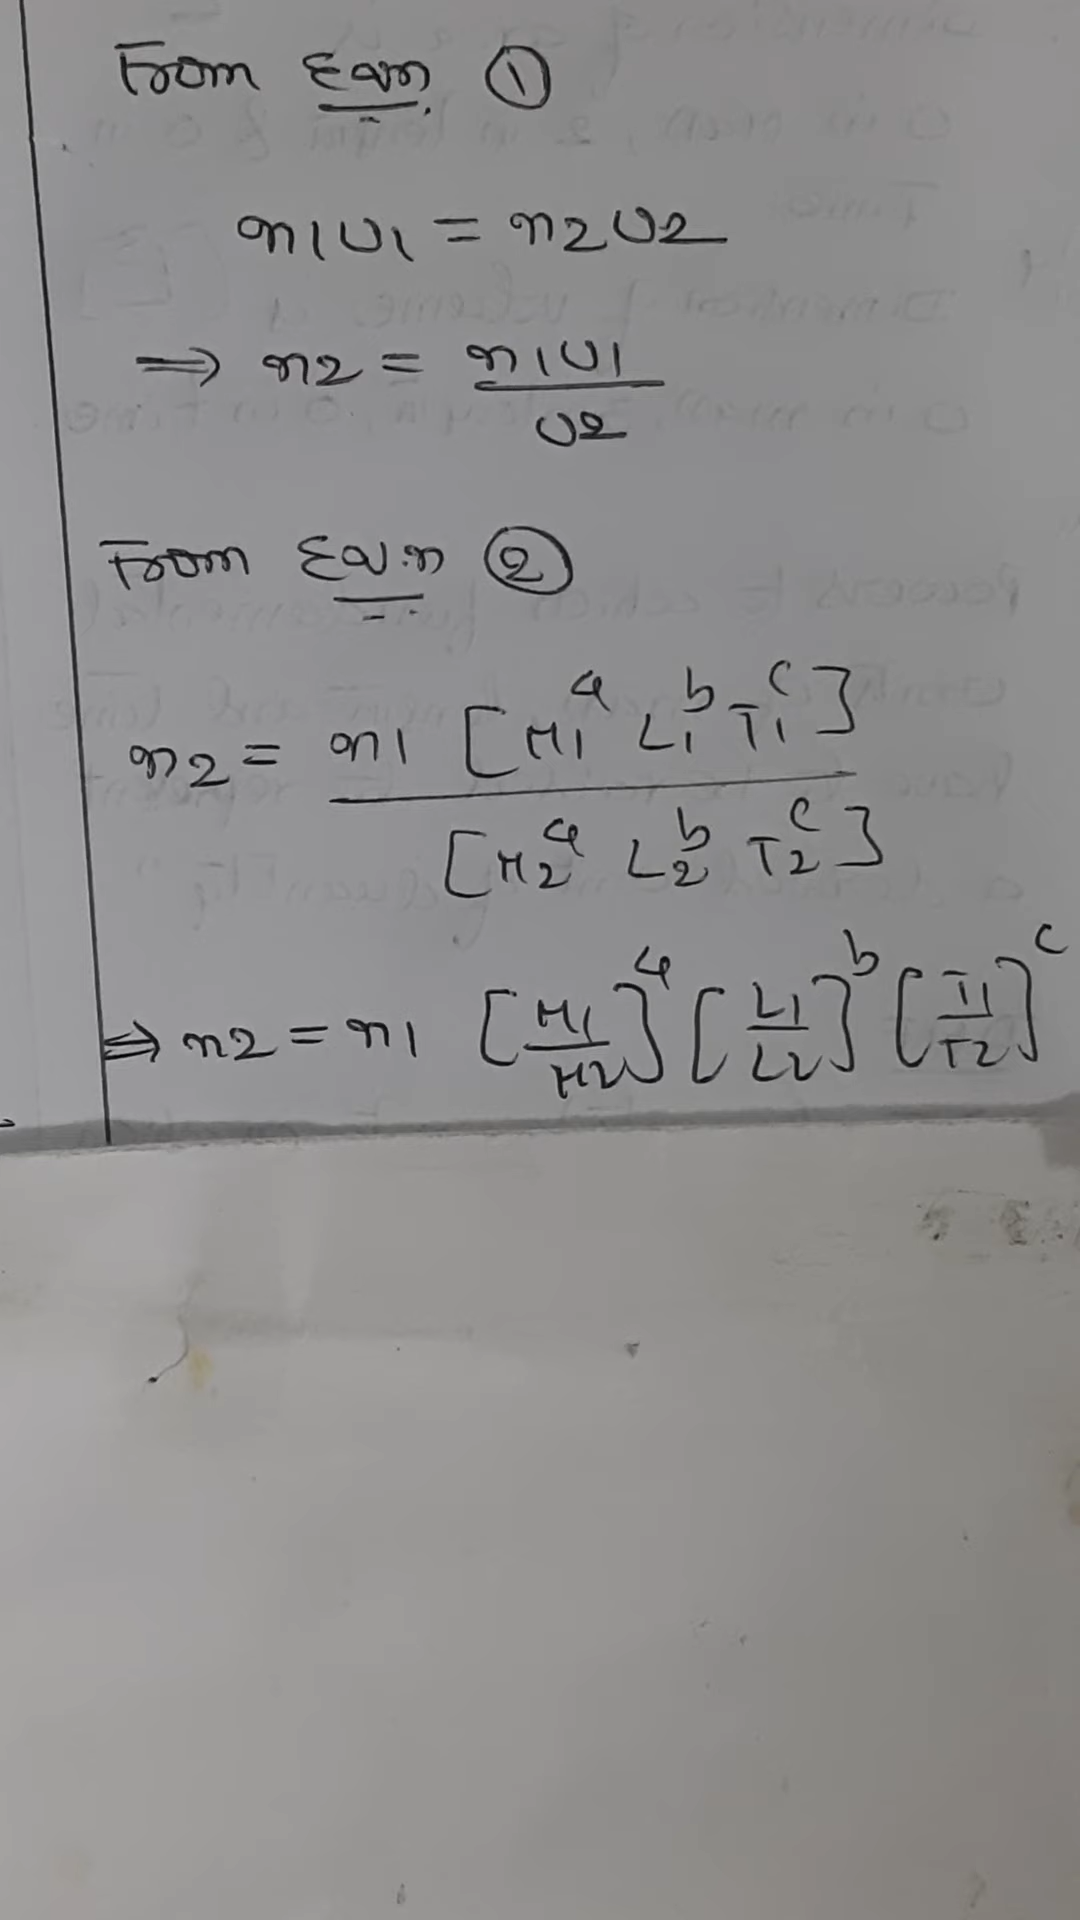 From Eqn. ①
n1U1 = n2U2
⇒ n2 = n1U1 / U2
From Eq.n ②
n2 = n1 [M1^a L1^b T1^c] / [M2^a L2^b T2^c]
⇒ n2 = n1 [M1/M2]^a [L1/L2]^b [T1/T2]^c